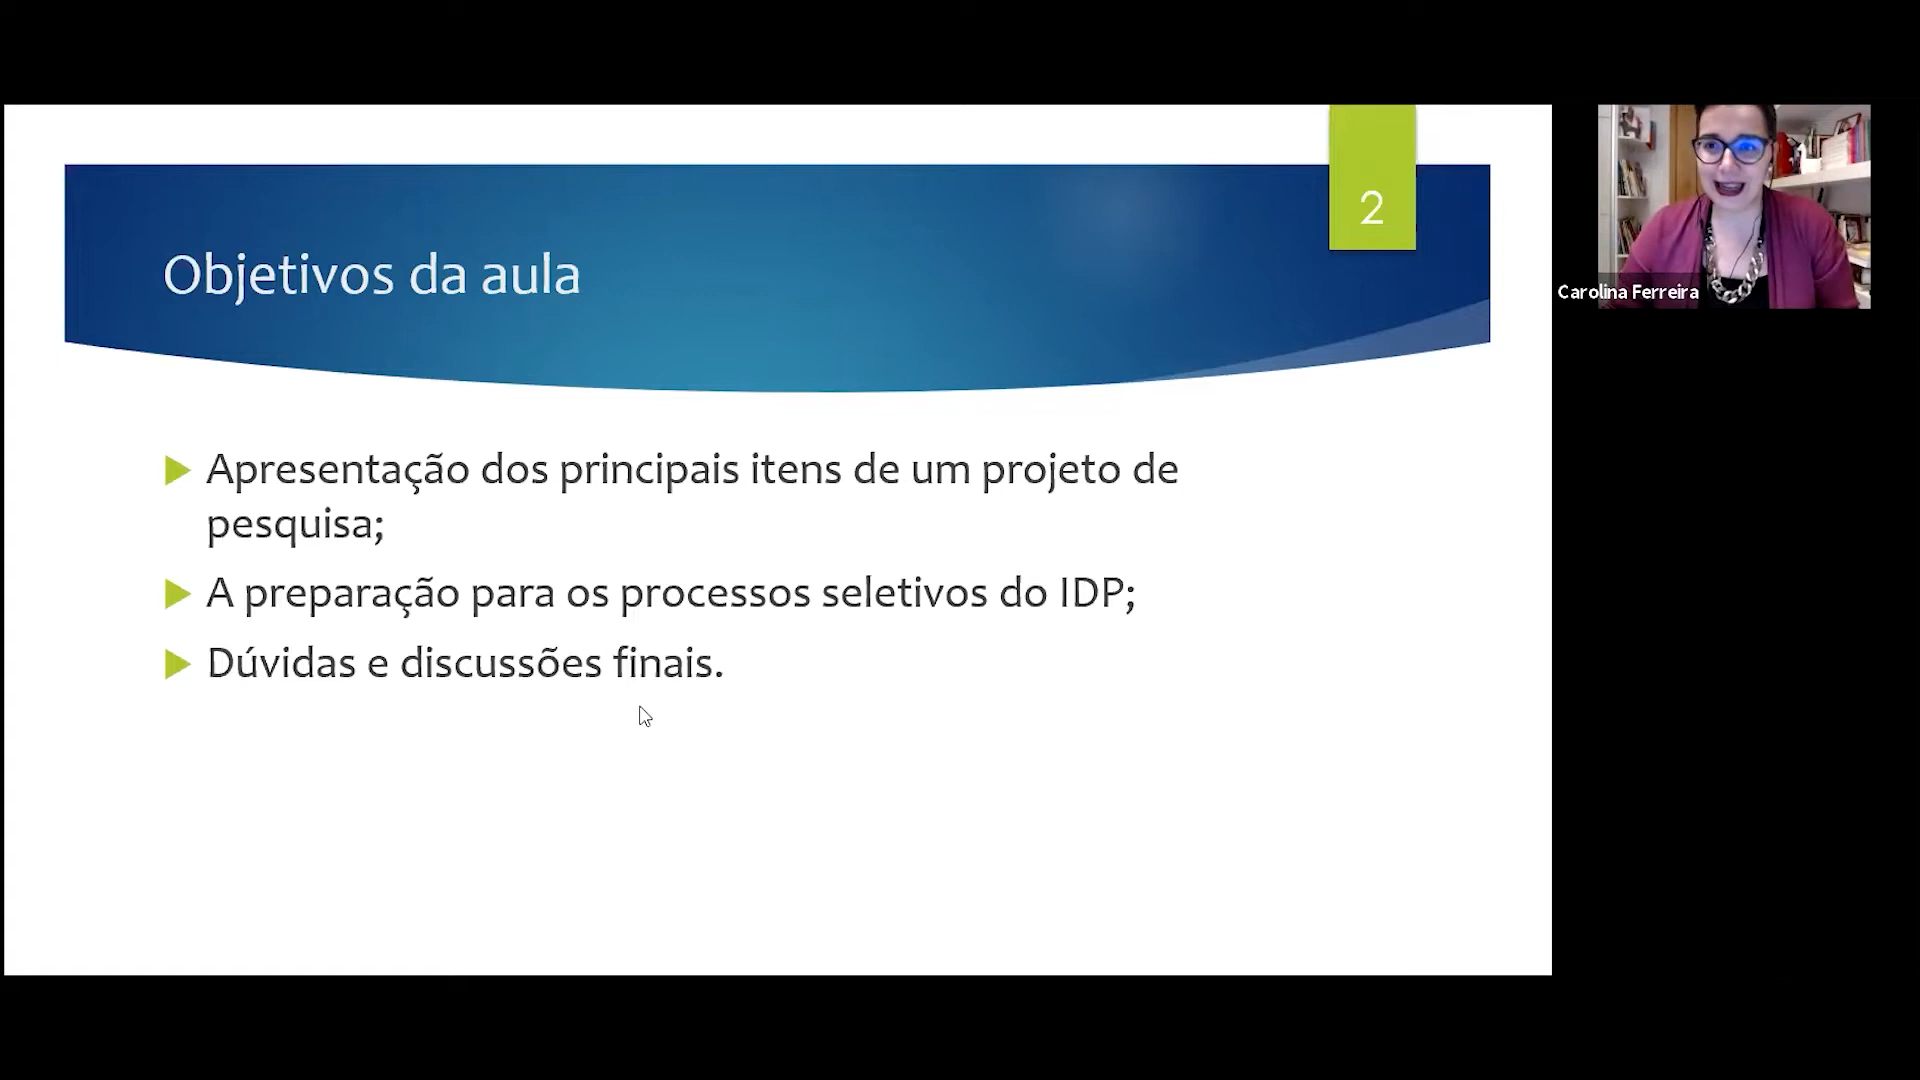 2
Objetivos da aula
Apresentação dos principais itens de um projeto de
pesquisa;
A preparação para os processos seletivos do IDP;
Dúvidas e discussões finais.
Carolina Ferreira